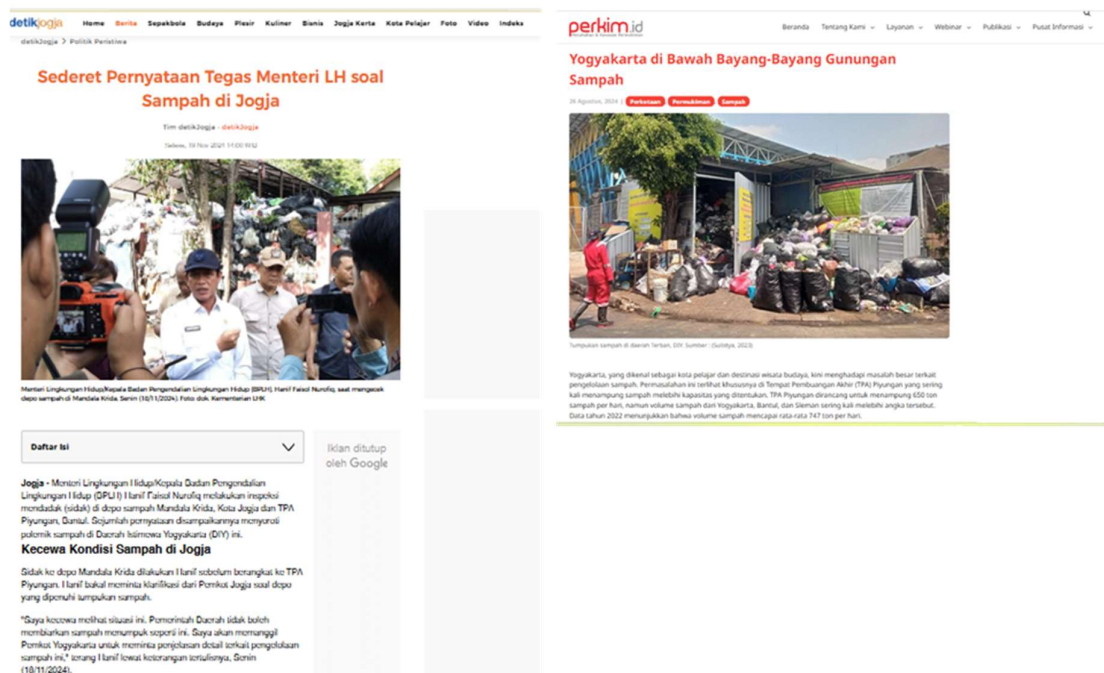 detikjogja Home Berita Sepakbola Budaya Plesir Kuliner Bisnis Jogja Kerta Kota Pelajar Foto Video Indeks
detikJogja > Politik Peristiwa
Sederet Pernyataan Tegas Menteri LH soal
Sampah di Jogja
Tim detikJogja - detikJogja
Menteri Lingkungan Hidup/Kepala Badan Pengendalian Lingkungan Hidup (BPLH), Hanif Faisol Nurofiq, saat mengecek
depo sampah di Mandala Krida, Senin (18/11/2024). Foto: dok. Kementerian LHK
Daftar Isi
Iklan ditutup
oleh Google
Jogja - Menteri Lingkungan Hidup/Kepala Badan Pengendalian
Lingkungan Hidup (BPLH) Hanif Faisol Nurofiq melakukan inspeksi
mendadak (sidak) di depo sampah Mandala Krida, Kota Jogja dan TPA
Piyungan, Bantul. Sejumlah pernyataan disampaikannya menyoroti
polemik sampah di Daerah Istimewa Yogyakarta (DIY) ini.
Kecewa Kondisi Sampah di Jogja
Sidak ke depo Mandala Krida dilakukan Hanif sebelum berangkat ke TPA
Piyungan. Hanif bakal meminta klarifikasi dari Pemkot Jogja soal depo
yang dipenuhi tumpukan sampah.
"Saya kecewa melihat situasi ini. Pemerintah Daerah tidak boleh
membiarkan sampah menumpuk seperti ini. Saya akan memanggil
Pemkot Yogyakarta untuk meminta penjelasan detail terkait pengelolaan
sampah ini," terang Hanif lewat keterangan tertulisnya, Senin
(18/11/2024).
perkim.id
Beranda Tentang Kami Layanan Webinar Publikasi Pusat Informasi
Yogyakarta di Bawah Bayang-Bayang Gunungan
Sampah
26 Agustus, 2024 | Perkotaan Permukiman Sampah
Tumpukan sampah di daerah Terban, DIY. Sumber : (Sulistya, 2023)
Yogyakarta, yang dikenal sebagai kota pelajar dan destinasi wisata budaya, kini menghadapi masalah besar terkait
pengelolaan sampah. Permasalahan ini terlihat khususnya di Tempat Pembuangan Akhir (TPA) Piyungan yang sering
kali menampung sampah melebihi kapasitas yang ditentukan. TPA Piyungan dirancang untuk menampung 650 ton
sampah per hari, namun volume sampah dari Yogyakarta, Bantul, dan Sleman sering kali melebihi angka tersebut.
Data tahun 2022 menunjukkan bahwa volume sampah mencapai rata-rata 747 ton per hari.